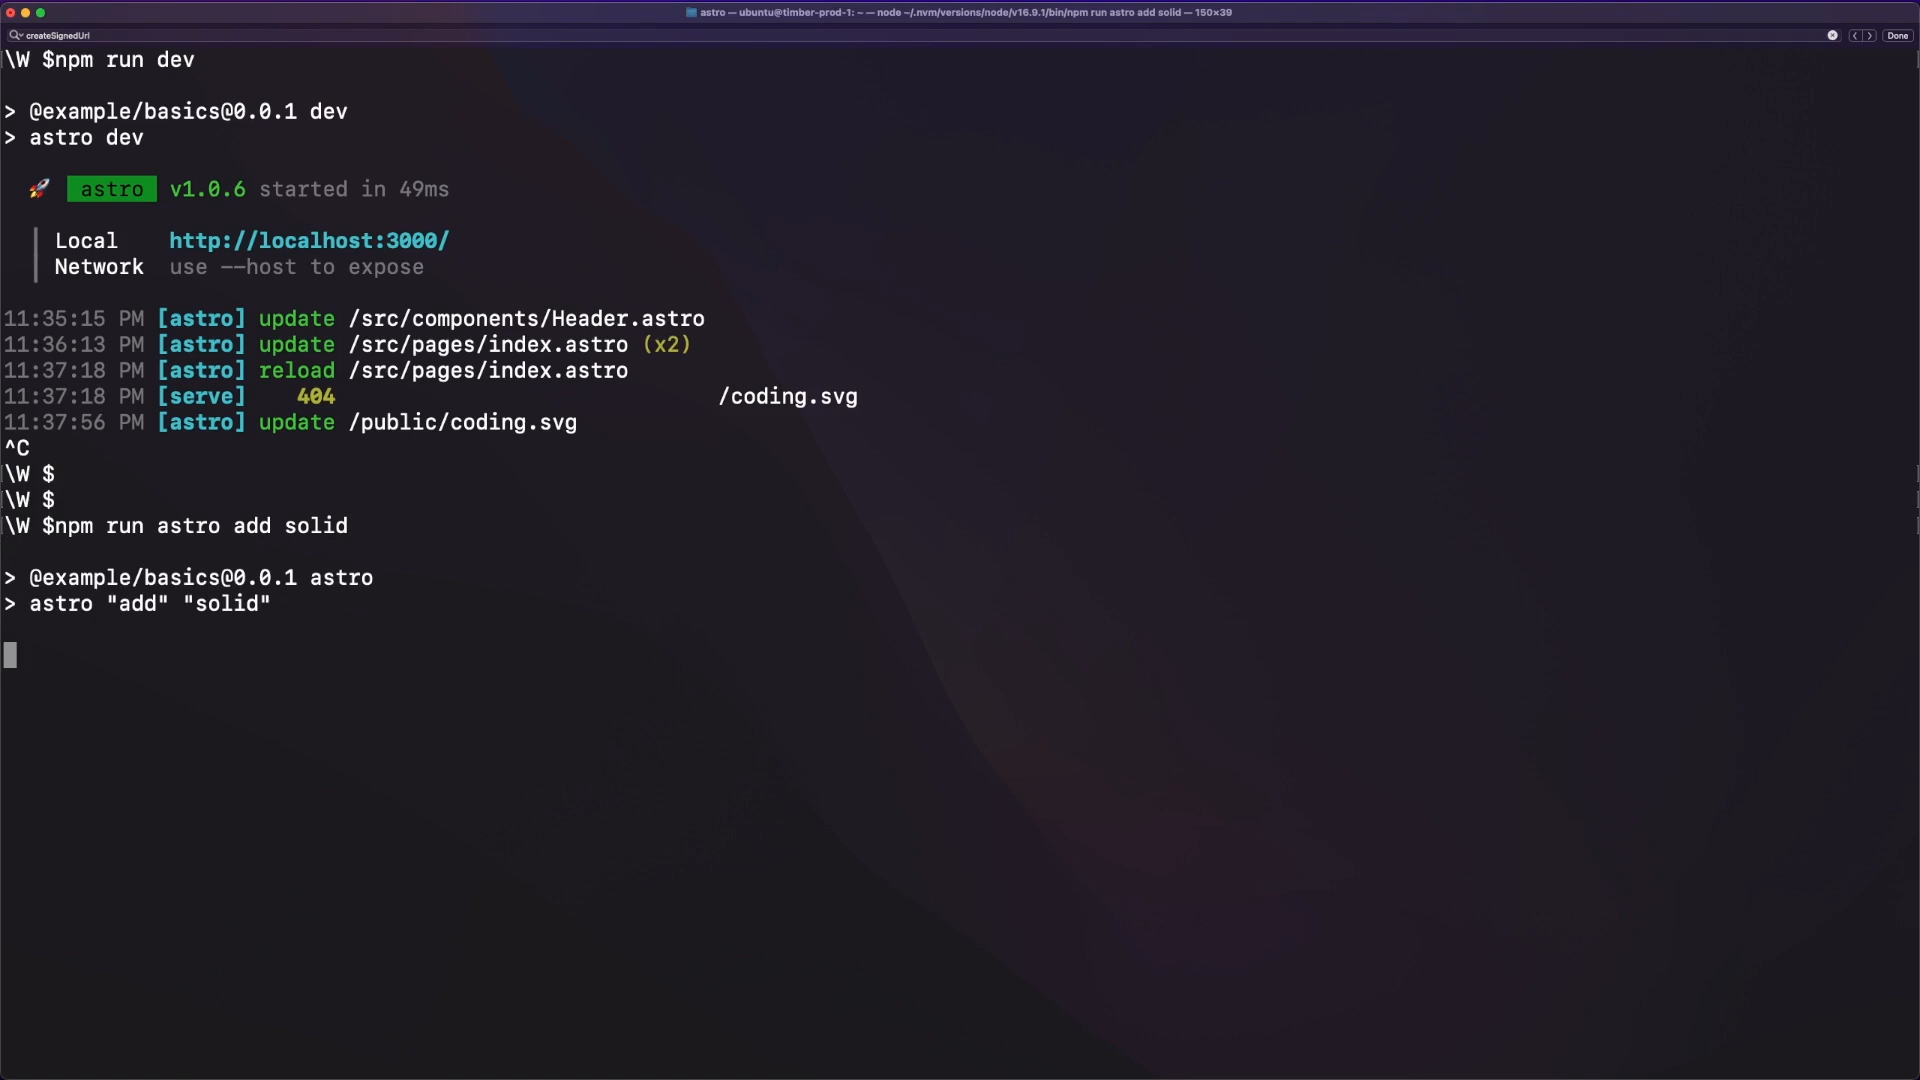 astro — ubuntu@timber-prod-1: ~ — node ~/.nvm/versions/node/v16.9.1/bin/npm run astro add solid — 150×39
createSignedUrl
Done
\W $npm run dev
> @example/basics@0.0.1 dev
> astro dev
🚀 astro v1.0.6 started in 49ms
Local http://localhost:3000/
Network use --host to expose
11:35:15 PM [astro] update /src/components/Header.astro
11:36:13 PM [astro] update /src/pages/index.astro (x2)
11:37:18 PM [astro] reload /src/pages/index.astro
11:37:18 PM [serve] 404 /coding.svg
11:37:56 PM [astro] update /public/coding.svg
^C
\W $
\W $
\W $npm run astro add solid
> @example/basics@0.0.1 astro
> astro "add" "solid"